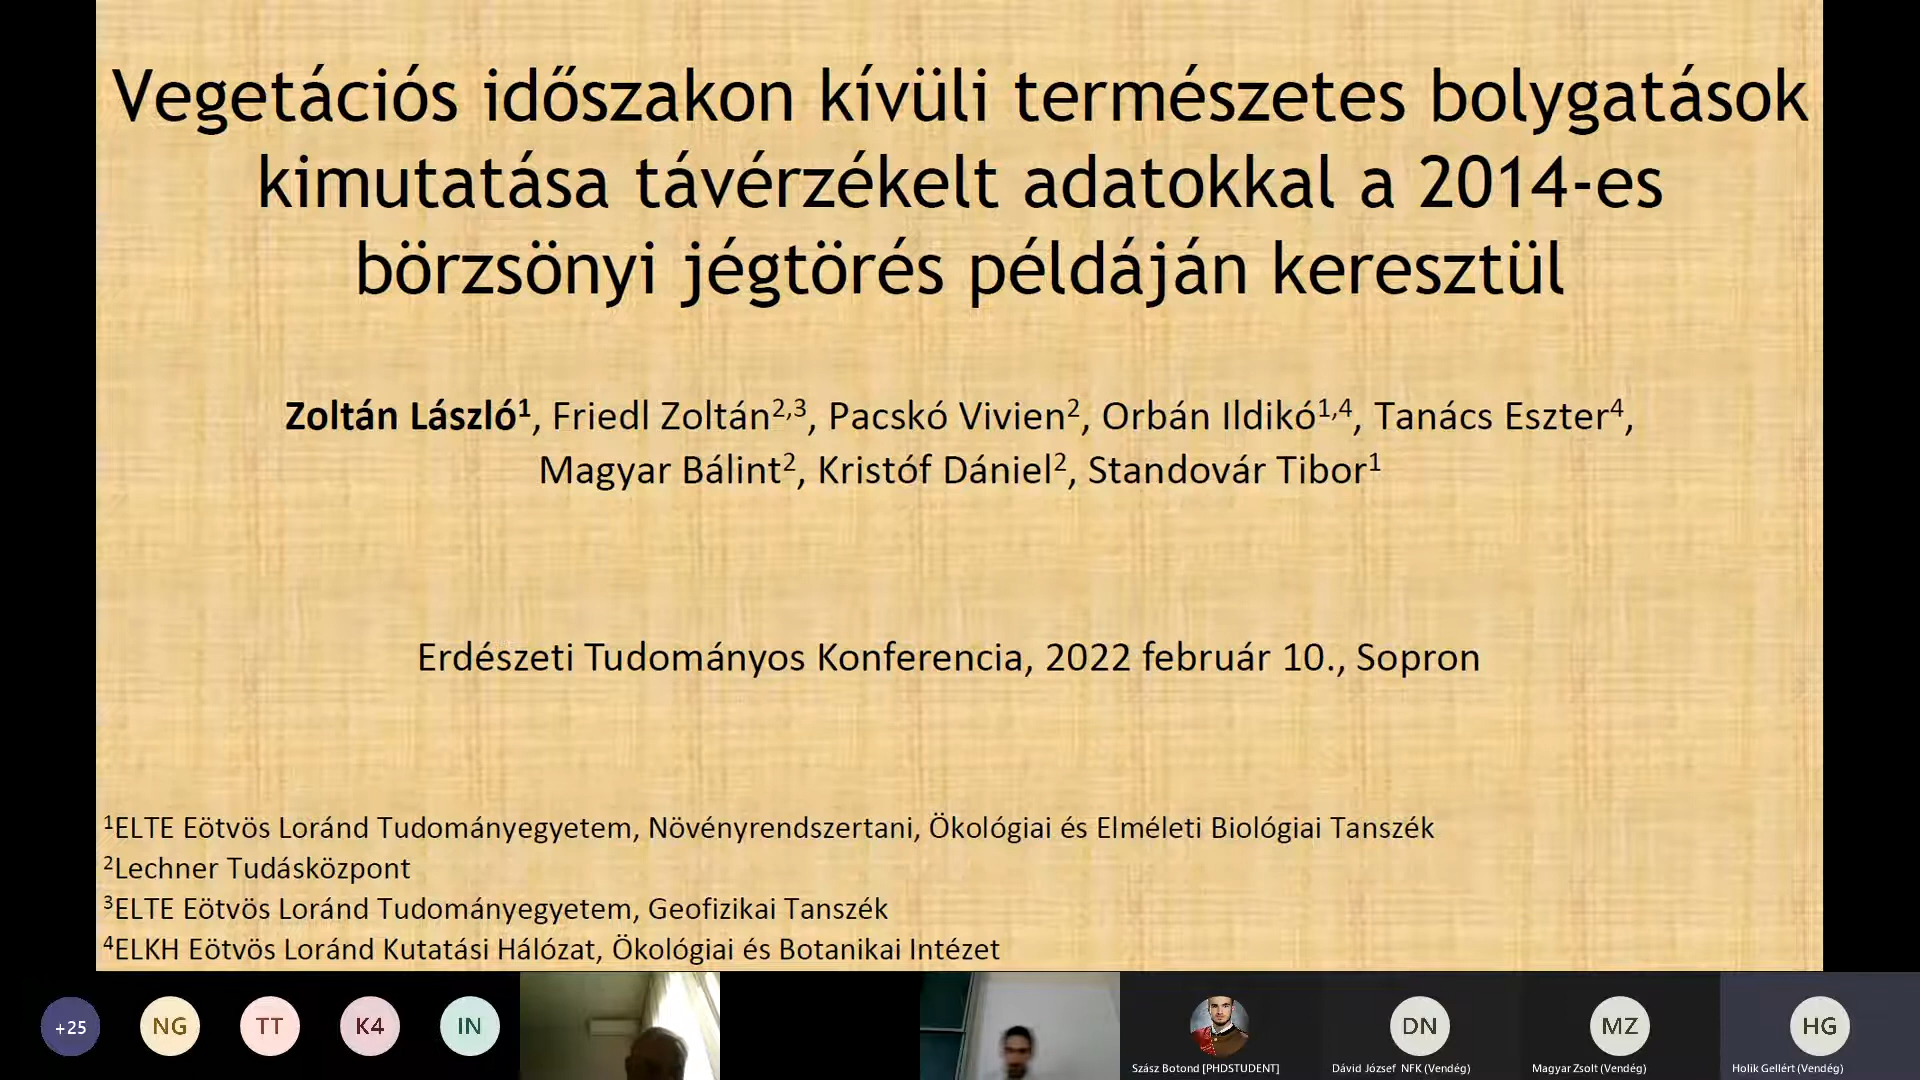 Vegetációs időszakon kívüli természetes bolygatások
kimutatása távérzékelt adatokkal a 2014-es
börzsönyi jégtörés példáján keresztül
Zoltán László¹, Friedl Zoltán²,³, Pacskó Vivien², Orbán Ildikó¹,⁴, Tanács Eszter⁴,
Magyar Bálint², Kristóf Dániel², Standovár Tibor¹
Erdészeti Tudományos Konferencia, 2022 február 10., Sopron
¹ELTE Eötvös Loránd Tudományegyetem, Növényrendszertani, Ökológiai és Elméleti Biológiai Tanszék
²Lechner Tudásközpont
³ELTE Eötvös Loránd Tudományegyetem, Geofizikai Tanszék
⁴ELKH Eötvös Loránd Kutatási Hálózat, Ökológiai és Botanikai Intézet
+25 NG TT K4 IN DN MZ HG
Szász Botond [PHDSTUDENT] Dávid József NFK (Vendég) Magyar Zsolt (Vendég) Holik Gellért (Vendég)